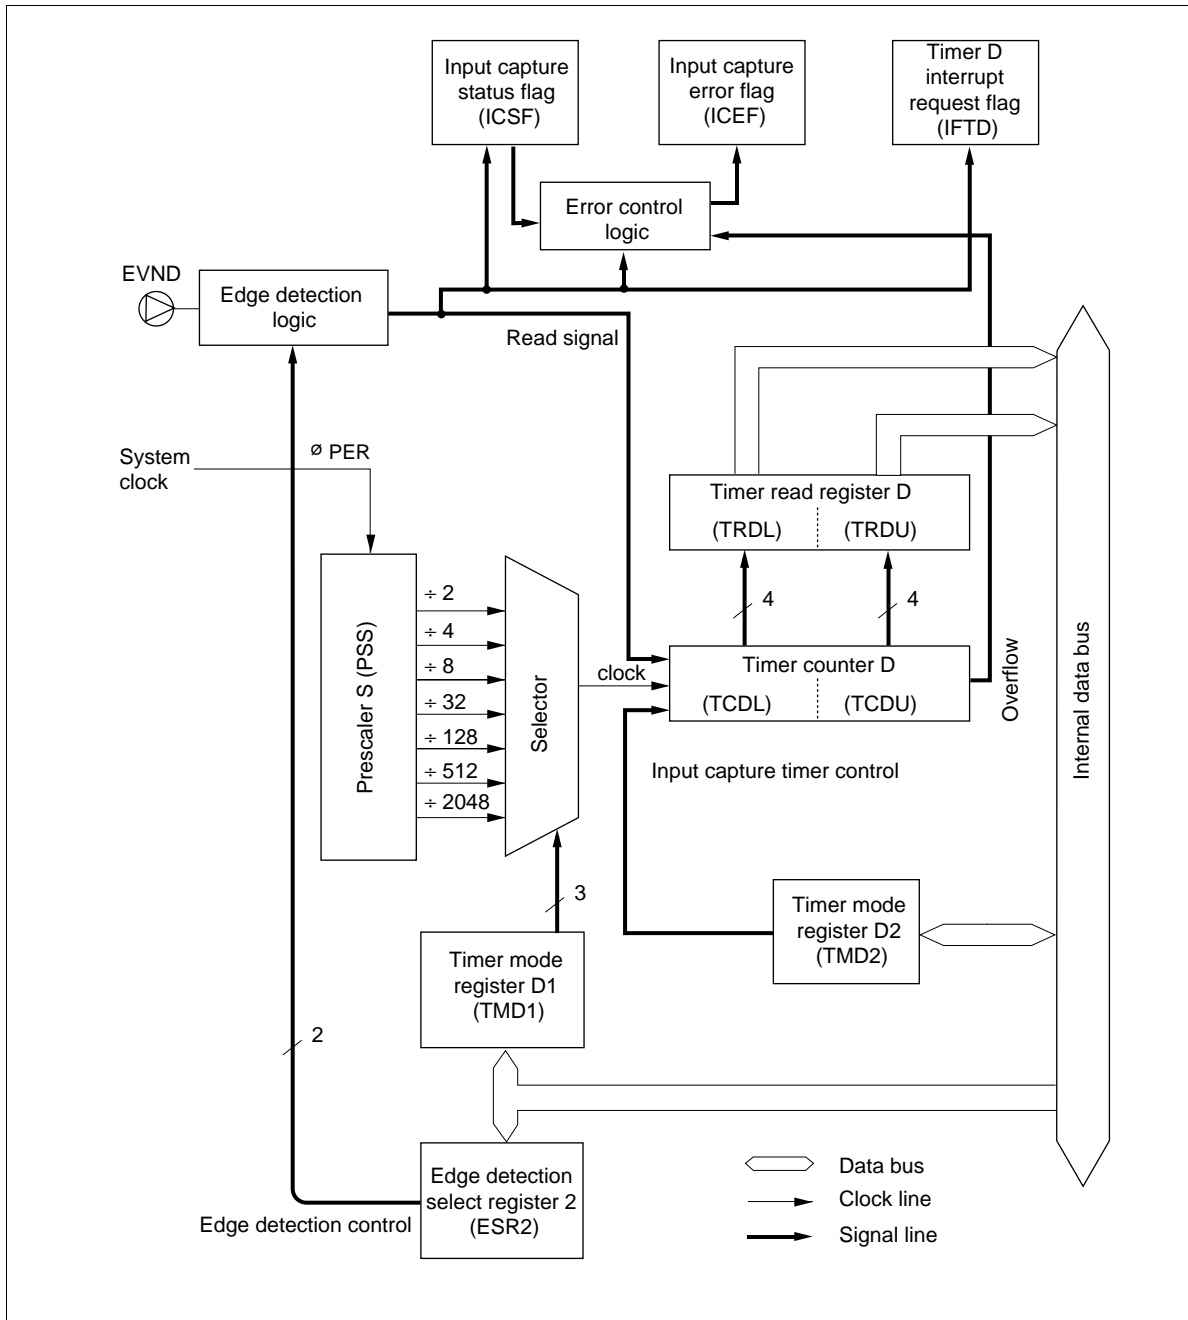 Input capture
status flag
(ICSF)
Input capture
error flag
(ICEF)
Timer D
interrupt
request flag
(IFTD)
Error control
logic
EVND
Edge detection
logic
Read signal
System
clock
ø PER
Timer read register D
(TRDL)
(TRDU)
4
4
Prescaler S (PSS)
÷ 2
÷ 4
÷ 8
÷ 32
÷ 128
÷ 512
÷ 2048
Selector
clock
Timer counter D
(TCDL)
(TCDU)
Overflow
Internal data bus
Input capture timer control
3
Timer mode
register D1
(TMD1)
Timer mode
register D2
(TMD2)
2
Edge detection
select register 2
(ESR2)
Edge detection control
Data bus
Clock line
Signal line